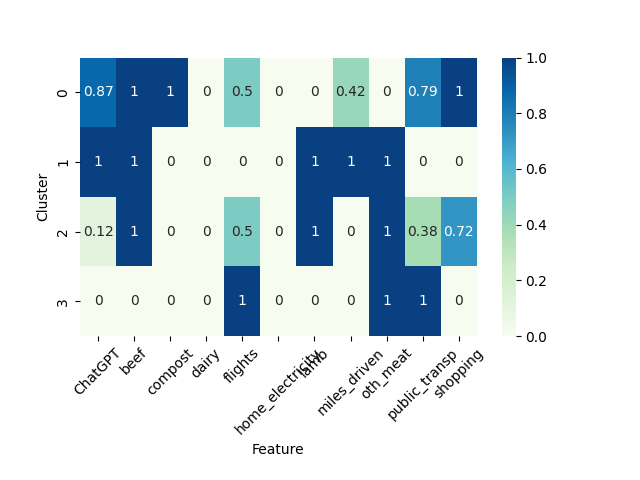 0.87 1 1 0 0.5 0 0 0.42 0 0.79 1
1 1 0 0 0 0 1 1 1 0 0
0.12 1 0 0 0.5 0 1 0 1 0.38 0.72
0 0 0 0 1 0 0 0 1 1 0
Cluster
0
1
2
3
ChatGPT
beef
compost
dairy
flights
home_electricity
lamb
miles_driven
oth_meat
public_transp
shopping
Feature
1.0
0.8
0.6
0.4
0.2
0.0